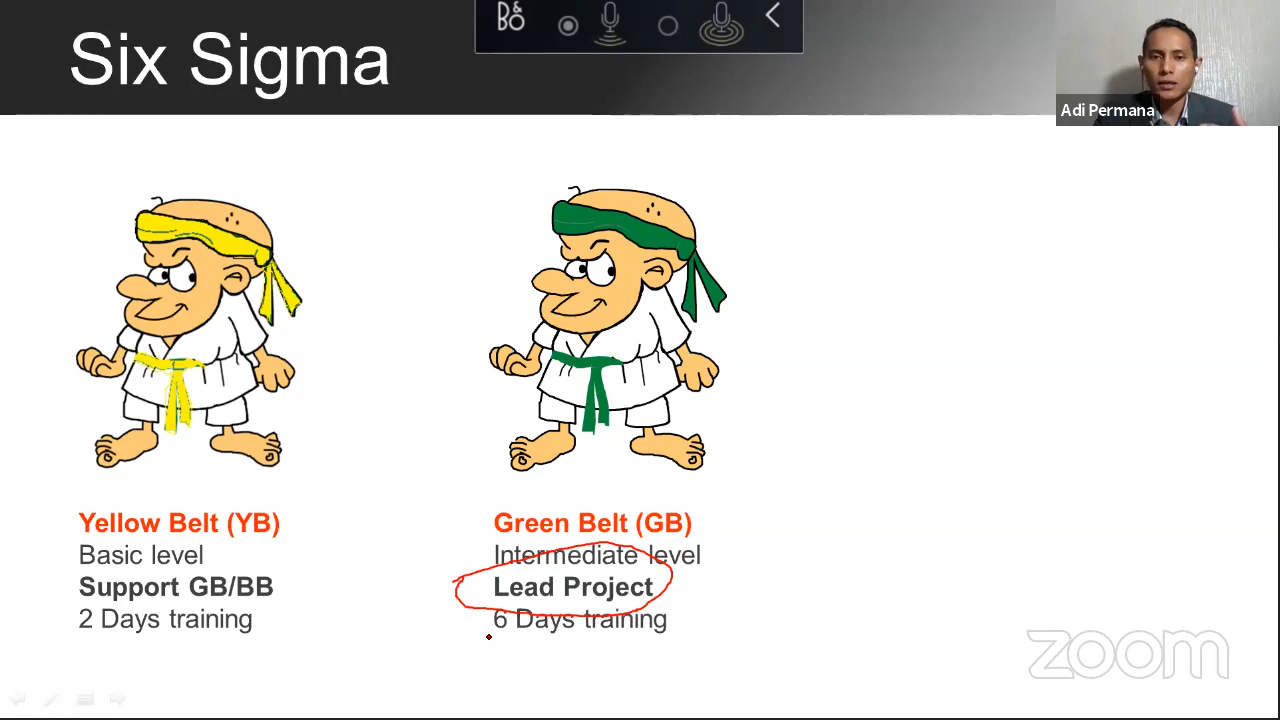 Six Sigma
B&O
Adi Permana
Yellow Belt (YB)
Basic level
Support GB/BB
2 Days training
Green Belt (GB)
Intermediate level
Lead Project
6 Days training
zoom